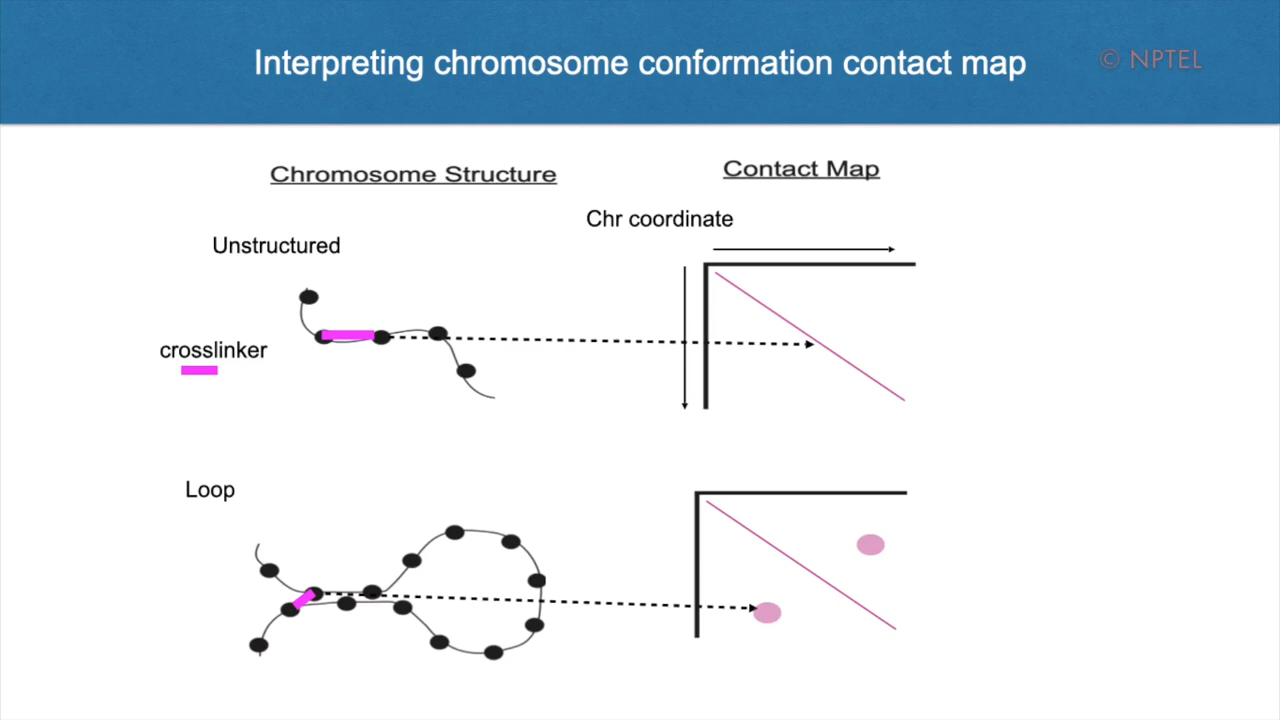 Interpreting chromosome conformation contact map
© NPTEL
Chromosome Structure
Contact Map
Chr coordinate
Unstructured
crosslinker
Loop